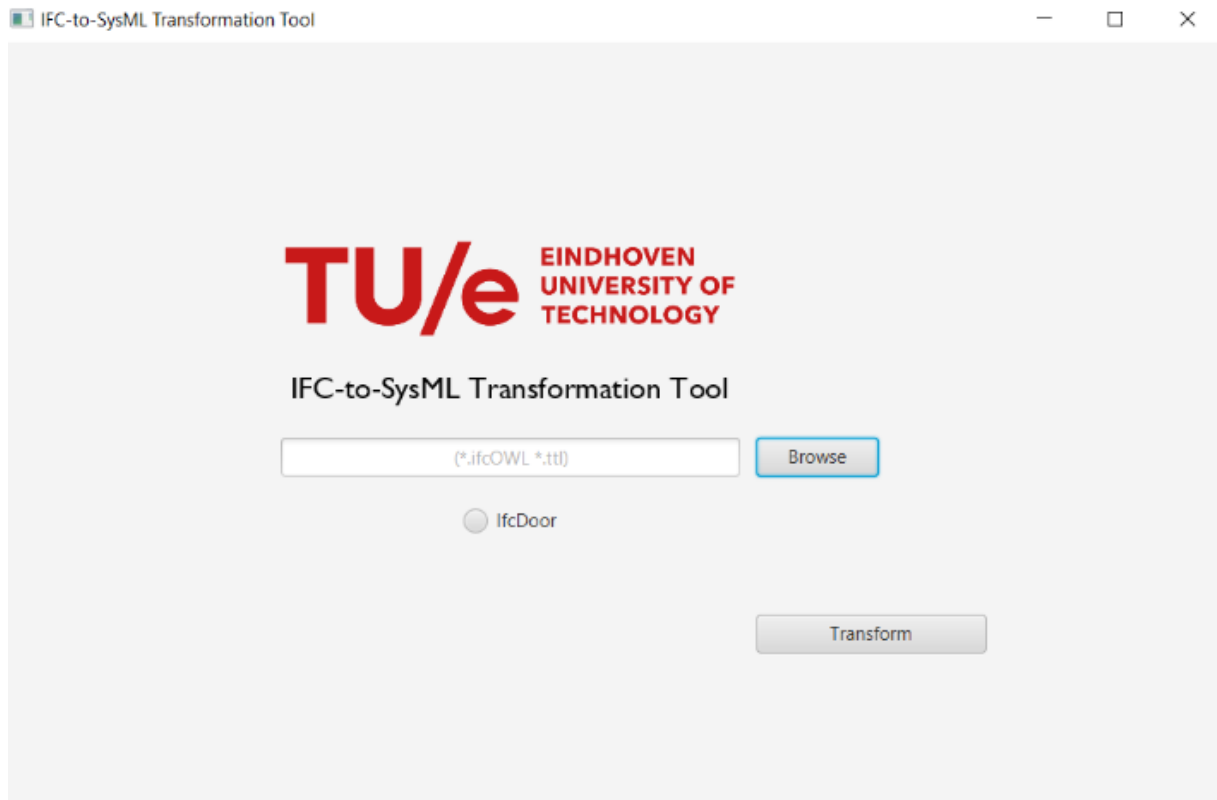 IFC-to-SysML Transformation Tool
TU/e
EINDHOVEN
UNIVERSITY OF
TECHNOLOGY
IFC-to-SysML Transformation Tool
(*.ifcOWL *.ttl)
Browse
IfcDoor
Transform